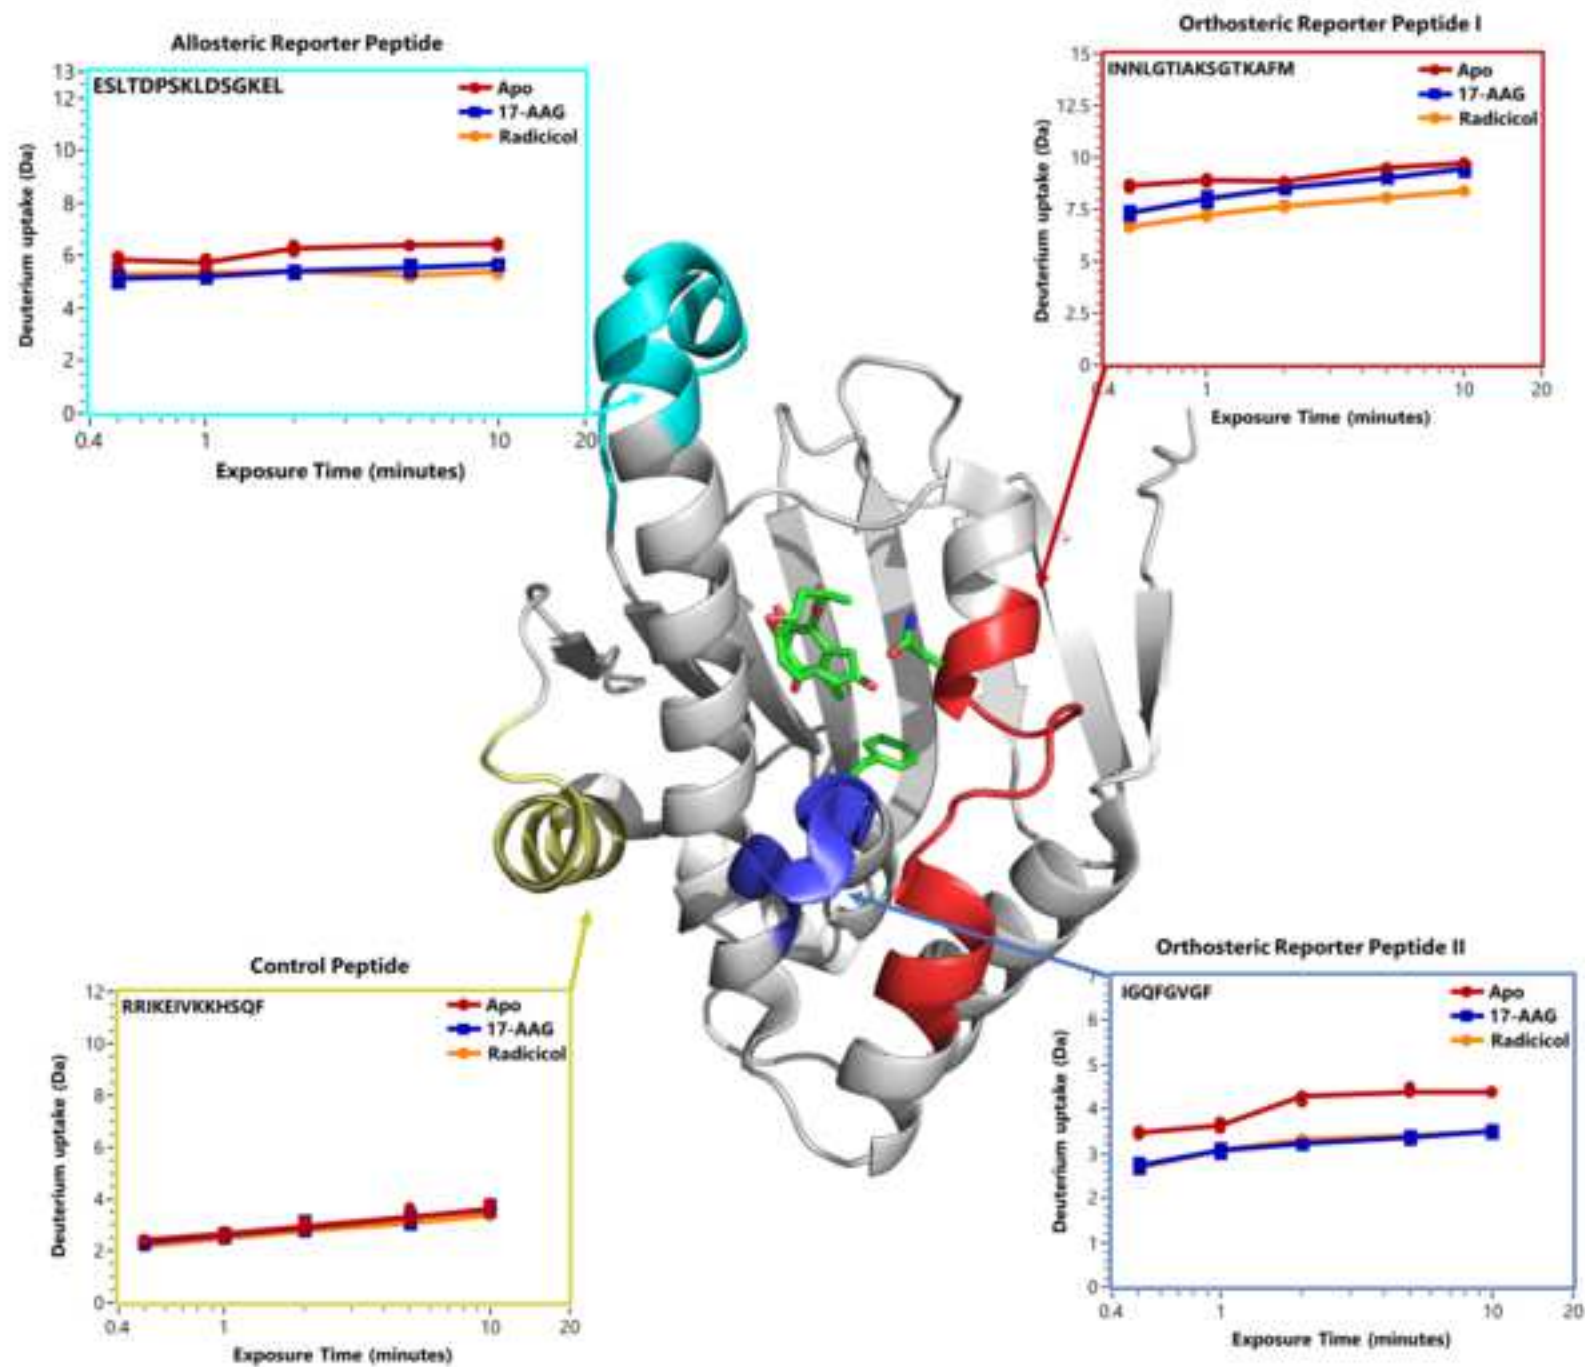 Allosteric Reporter Peptide
ESLTDPSKLDSGKEL
Apo
17-AAG
Radicicol
Deuterium uptake (Da)
13
12
10
8
6
4
2
0
0.4 1 10 20
Exposure Time (minutes)
Orthosteric Reporter Peptide I
INNLGTIAKSGTKAFM
Apo
17-AAG
Radicicol
Deuterium uptake (Da)
15
12.5
10
7.5
5
2.5
0
1 10 20
Exposure Time (minutes)
Control Peptide
RRIKEIVKKHSQF
Apo
17-AAG
Radicicol
Deuterium uptake (Da)
12
10
8
6
4
2
0
0.4 1 10 20
Exposure Time (minutes)
Orthosteric Reporter Peptide II
IGQFGVGF
Apo
17-AAG
Radicicol
Deuterium uptake (Da)
7
6
5
4
3
2
1
0
0.4 1 10 20
Exposure Time (minutes)